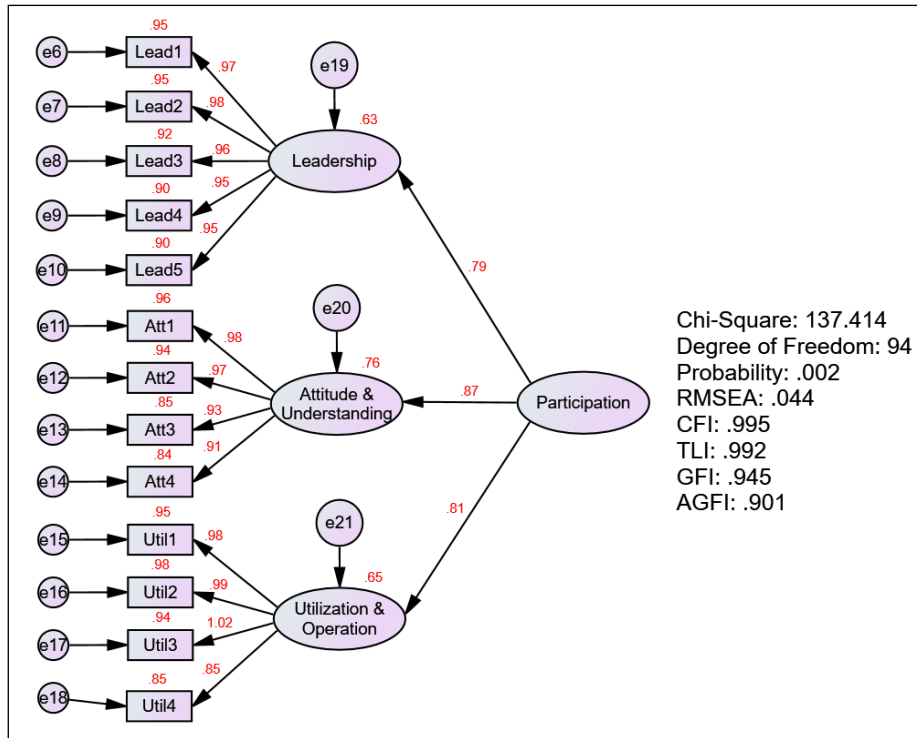 .95
e6 Lead1
.97
e19
.95
e7 Lead2
.98
.63
.92
e8 Lead3
.96
Leadership
.95
.90
e9 Lead4
.95
.90
e10 Lead5
.79
.96
e11 Att1
.98
e20
.94
e12 Att2
.97
.76
.87
.85
e13 Att3
.93
Attitude &
Understanding
Participation
.91
.84
e14 Att4
.81
.95
e15 Util1
.98
e21
.98
e16 Util2
.99
.65
.94
e17 Util3
1.02
Utilization &
Operation
.85
.85
e18 Util4
Chi-Square: 137.414
Degree of Freedom: 94
Probability: .002
RMSEA: .044
CFI: .995
TLI: .992
GFI: .945
AGFI: .901